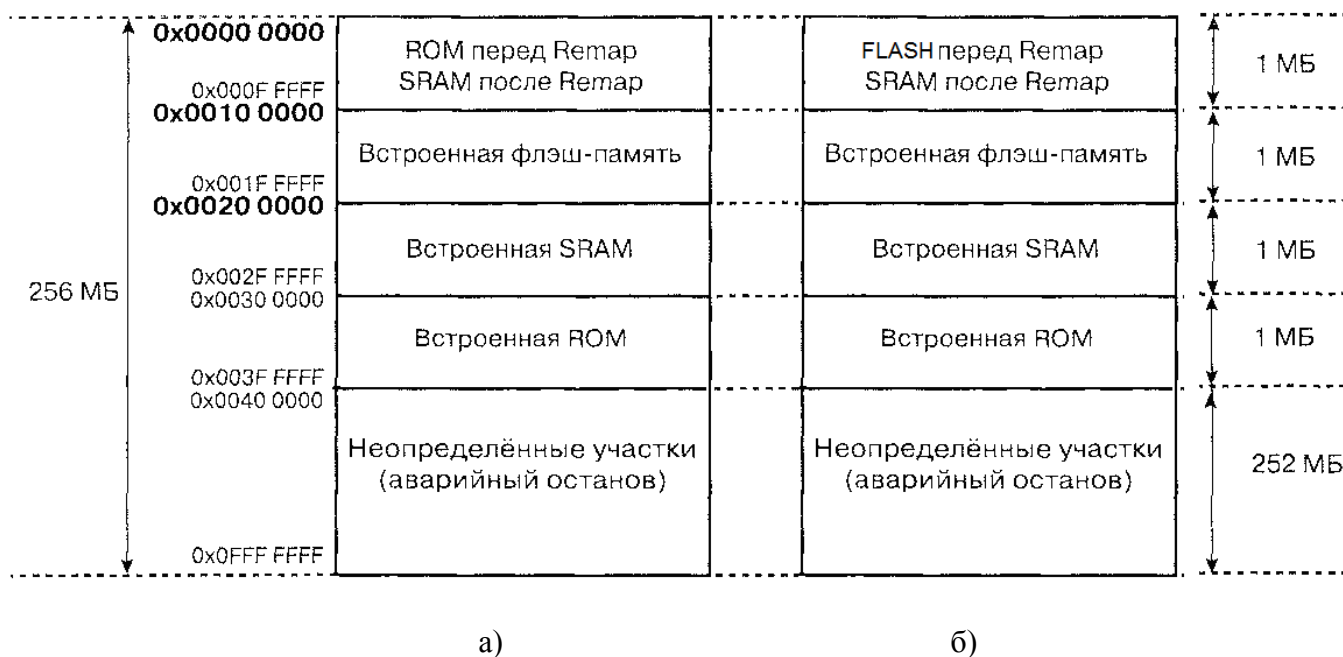 0x0000 0000
ROM перед Remap
SRAM после Remap
FLASH перед Remap
SRAM после Remap
1 МБ
0x000F FFFF
0x0010 0000
Встроенная флэш-память
Встроенная флэш-память
1 МБ
0x001F FFFF
0x0020 0000
Встроенная SRAM
Встроенная SRAM
1 МБ
0x002F FFFF
256 МБ
0x0030 0000
Встроенная ROM
Встроенная ROM
1 МБ
0x003F FFFF
0x0040 0000
Неопределённые участки
(аварийный останов)
Неопределённые участки
(аварийный останов)
252 МБ
0x0FFF FFFF
а)
б)